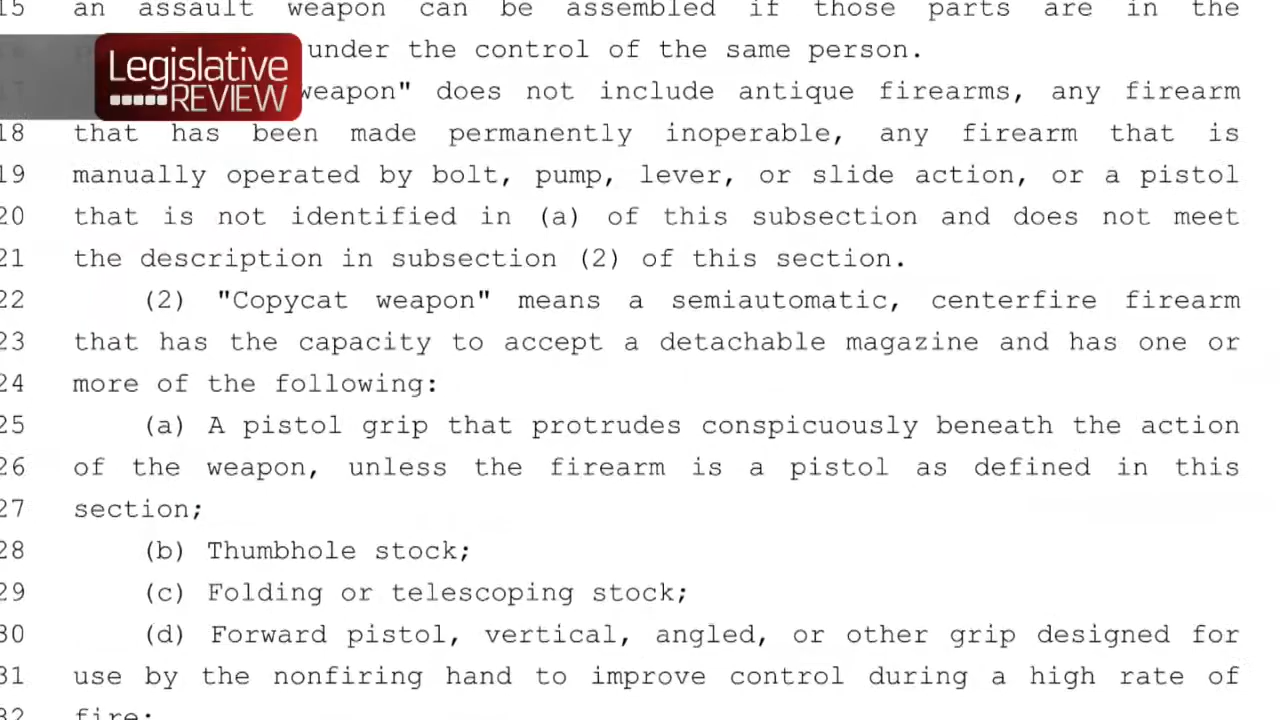 15 an assault weapon can be assembled if those parts are in the
under the control of the same person.
Legislative
REVIEW
weapon" does not include antique firearms, any firearm
18 that has been made permanently inoperable, any firearm that is
19 manually operated by bolt, pump, lever, or slide action, or a pistol
20 that is not identified in (a) of this subsection and does not meet
21 the description in subsection (2) of this section.
22 (2) "Copycat weapon" means a semiautomatic, centerfire firearm
23 that has the capacity to accept a detachable magazine and has one or
24 more of the following:
25 (a) A pistol grip that protrudes conspicuously beneath the action
26 of the weapon, unless the firearm is a pistol as defined in this
27 section;
28 (b) Thumbhole stock;
29 (c) Folding or telescoping stock;
30 (d) Forward pistol, vertical, angled, or other grip designed for
31 use by the nonfiring hand to improve control during a high rate of
32 fire;